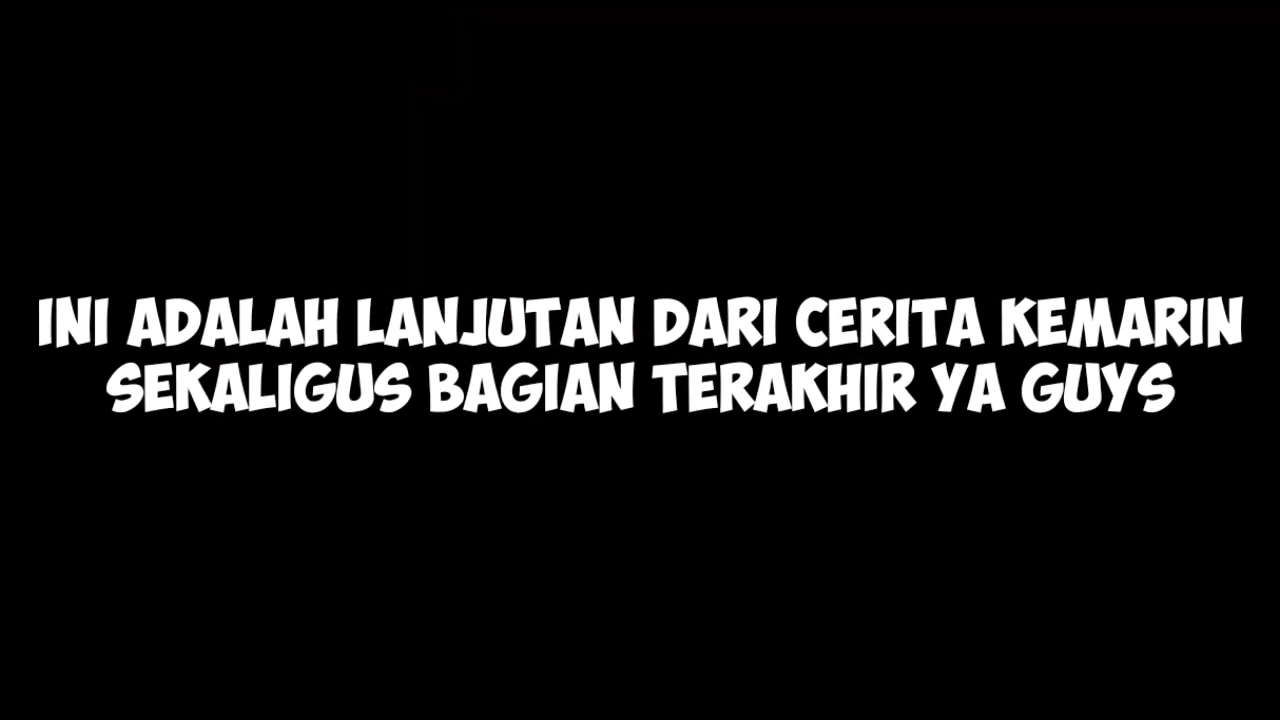 INI ADALAH LANJUTAN DARI CERITA KEMARIN
SEKALIGUS BAGIAN TERAKHIR YA GUYS